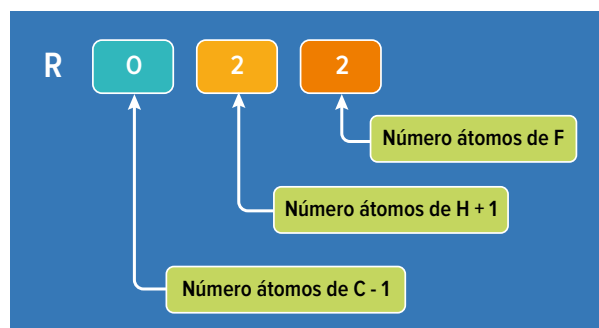 R 0 2 2
Número átomos de F
Número átomos de H + 1
Número átomos de C - 1